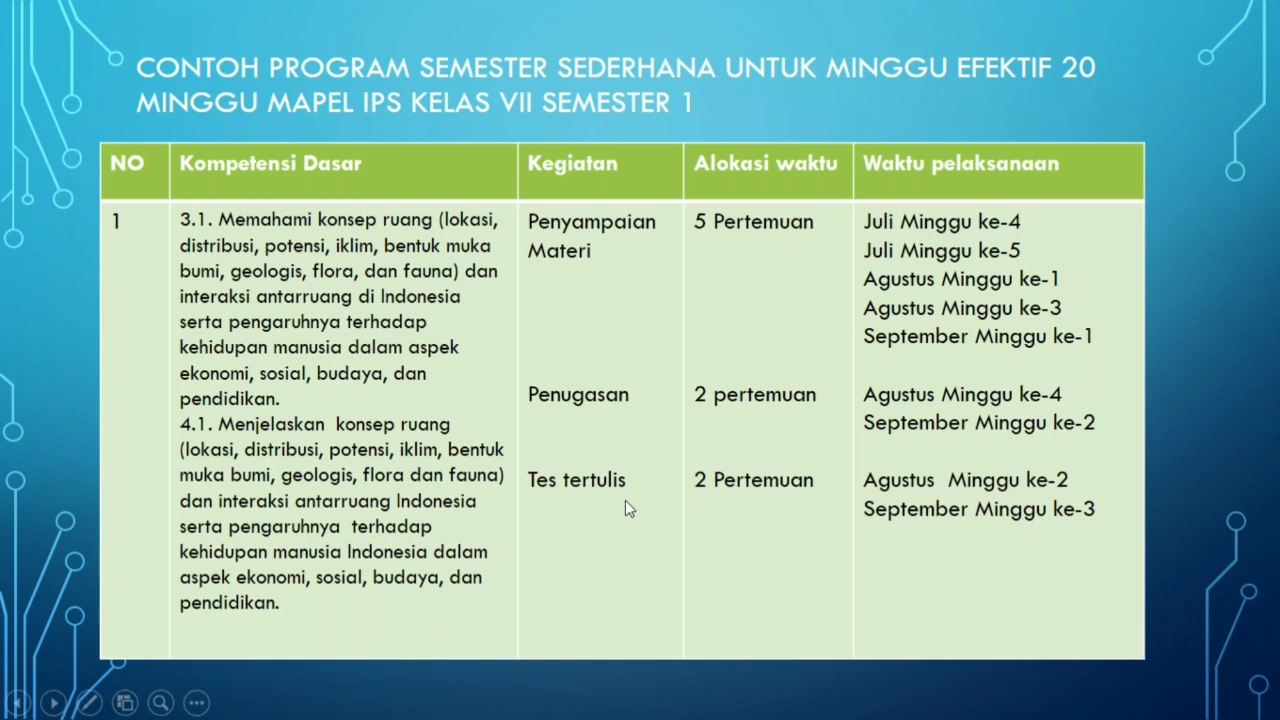 CONTOH PROGRAM SEMESTER SEDERHANA UNTUK MINGGU EFEKTIF 20
MINGGU MAPEL IPS KELAS VII SEMESTER 1
NO
Kompetensi Dasar
Kegiatan
Alokasi waktu
Waktu pelaksanaan
1
3.1. Memahami konsep ruang (lokasi,
distribusi, potensi, iklim, bentuk muka
bumi, geologis, flora, dan fauna) dan
interaksi antarruang di Indonesia
serta pengaruhnya terhadap
kehidupan manusia dalam aspek
ekonomi, sosial, budaya, dan
pendidikan.
4.1. Menjelaskan konsep ruang
(lokasi, distribusi, potensi, iklim, bentuk
muka bumi, geologis, flora dan fauna)
dan interaksi antarruang Indonesia
serta pengaruhnya terhadap
kehidupan manusia Indonesia dalam
aspek ekonomi, sosial, budaya, dan
pendidikan.
Penyampaian
Materi
5 Pertemuan
Juli Minggu ke-4
Juli Minggu ke-5
Agustus Minggu ke-1
Agustus Minggu ke-3
September Minggu ke-1
Penugasan
2 pertemuan
Agustus Minggu ke-4
September Minggu ke-2
Tes tertulis
2 Pertemuan
Agustus Minggu ke-2
September Minggu ke-3